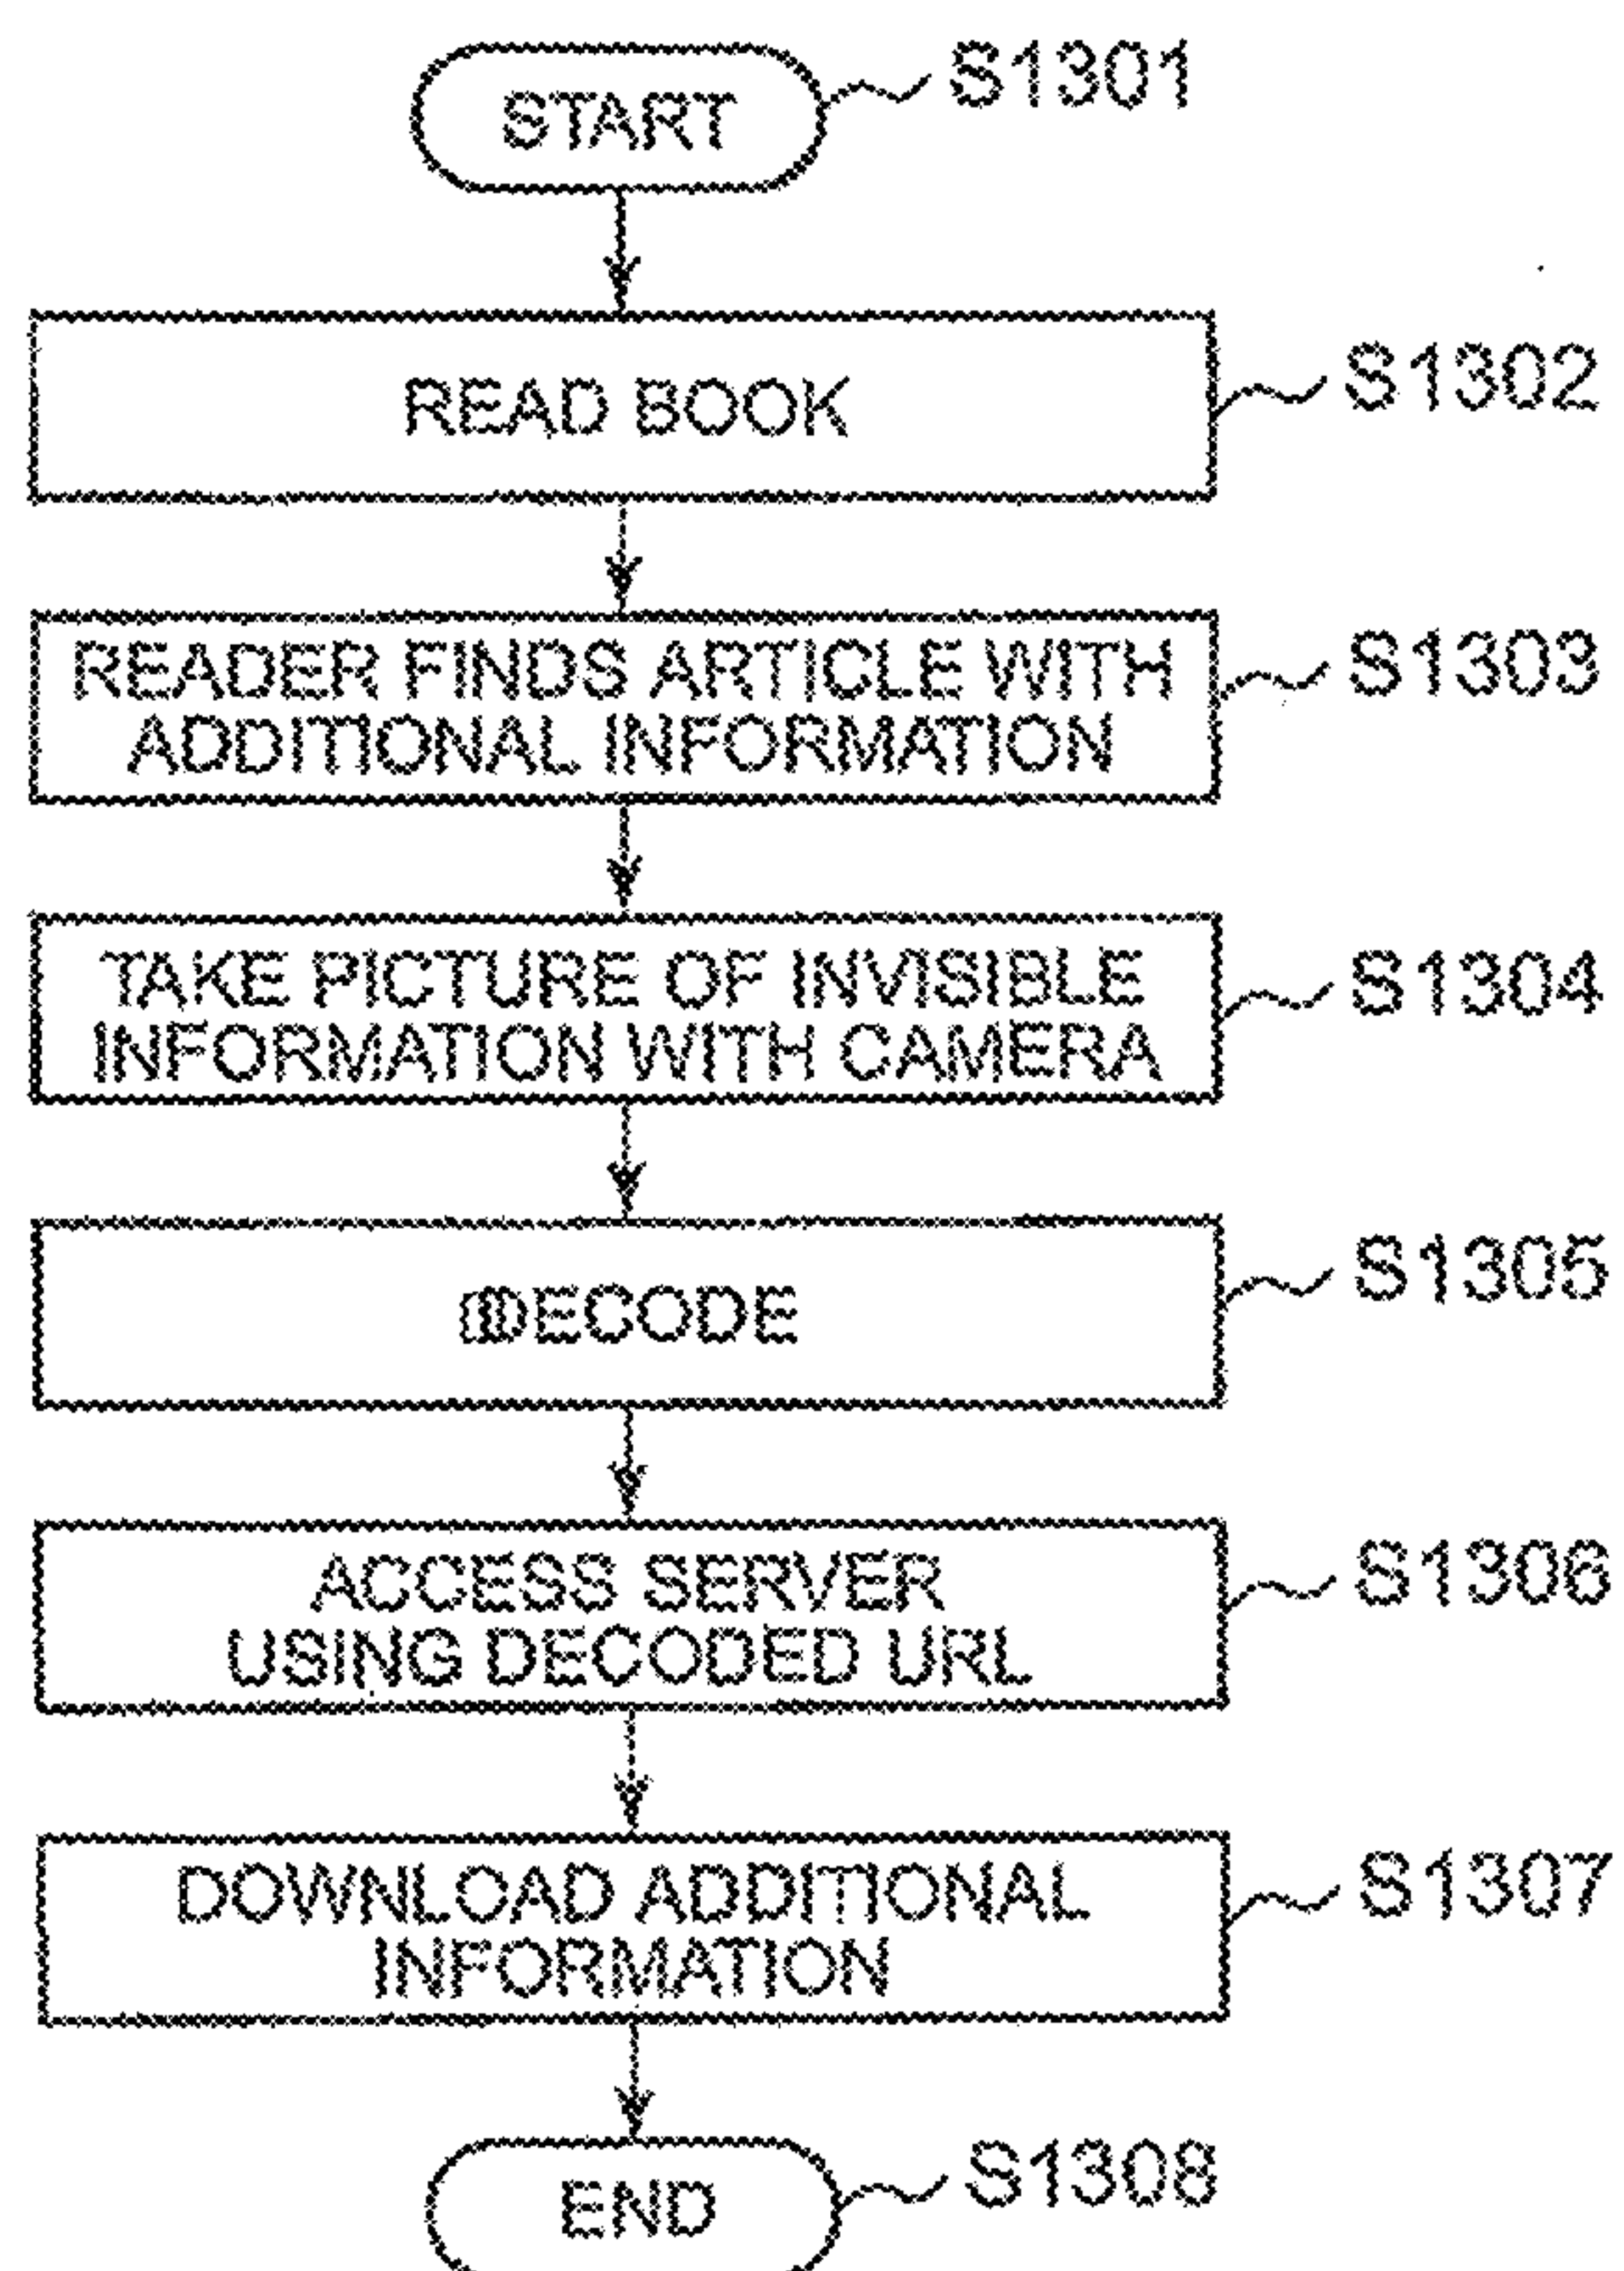 START
S1301
READ BOOK
S1302
READER FINDS ARTICLE WITH
ADDITIONAL INFORMATION
S1303
TAKE PICTURE OF INVISIBLE
INFORMATION WITH CAMERA
S1304
DECODE
S1305
ACCESS SERVER
USING DECODED URL
S1306
DOWNLOAD ADDITIONAL
INFORMATION
S1307
END
S1308